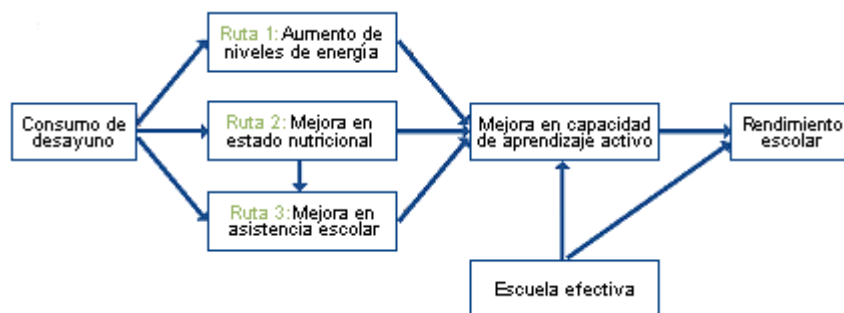 Ruta 1: Aumento de
niveles de energía
Consumo de
desayuno
Ruta 2: Mejora en
estado nutricional
Mejora en capacidad
de aprendizaje activo
Rendimiento
escolar
Ruta 3: Mejora en
asistencia escolar
Escuela efectiva